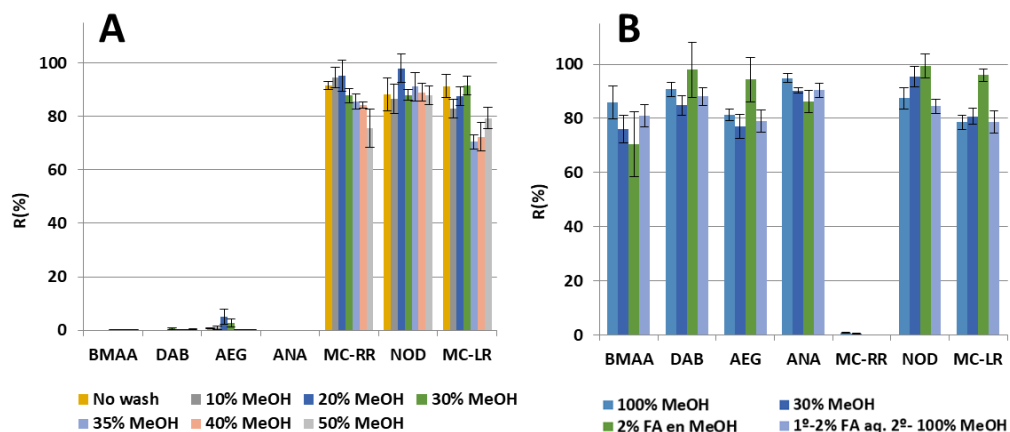 A
R(%)
100
80
60
40
20
0
BMAA DAB AEG ANA MC-RR NOD MC-LR
No wash 10% MeOH 20% MeOH 30% MeOH
35% MeOH 40% MeOH 50% MeOH
B
R(%)
100
80
60
40
20
0
BMAA DAB AEG ANA MC-RR NOD MC-LR
100% MeOH 30% MeOH
2% FA en MeOH 1º-2% FA aq. 2º- 100% MeOH